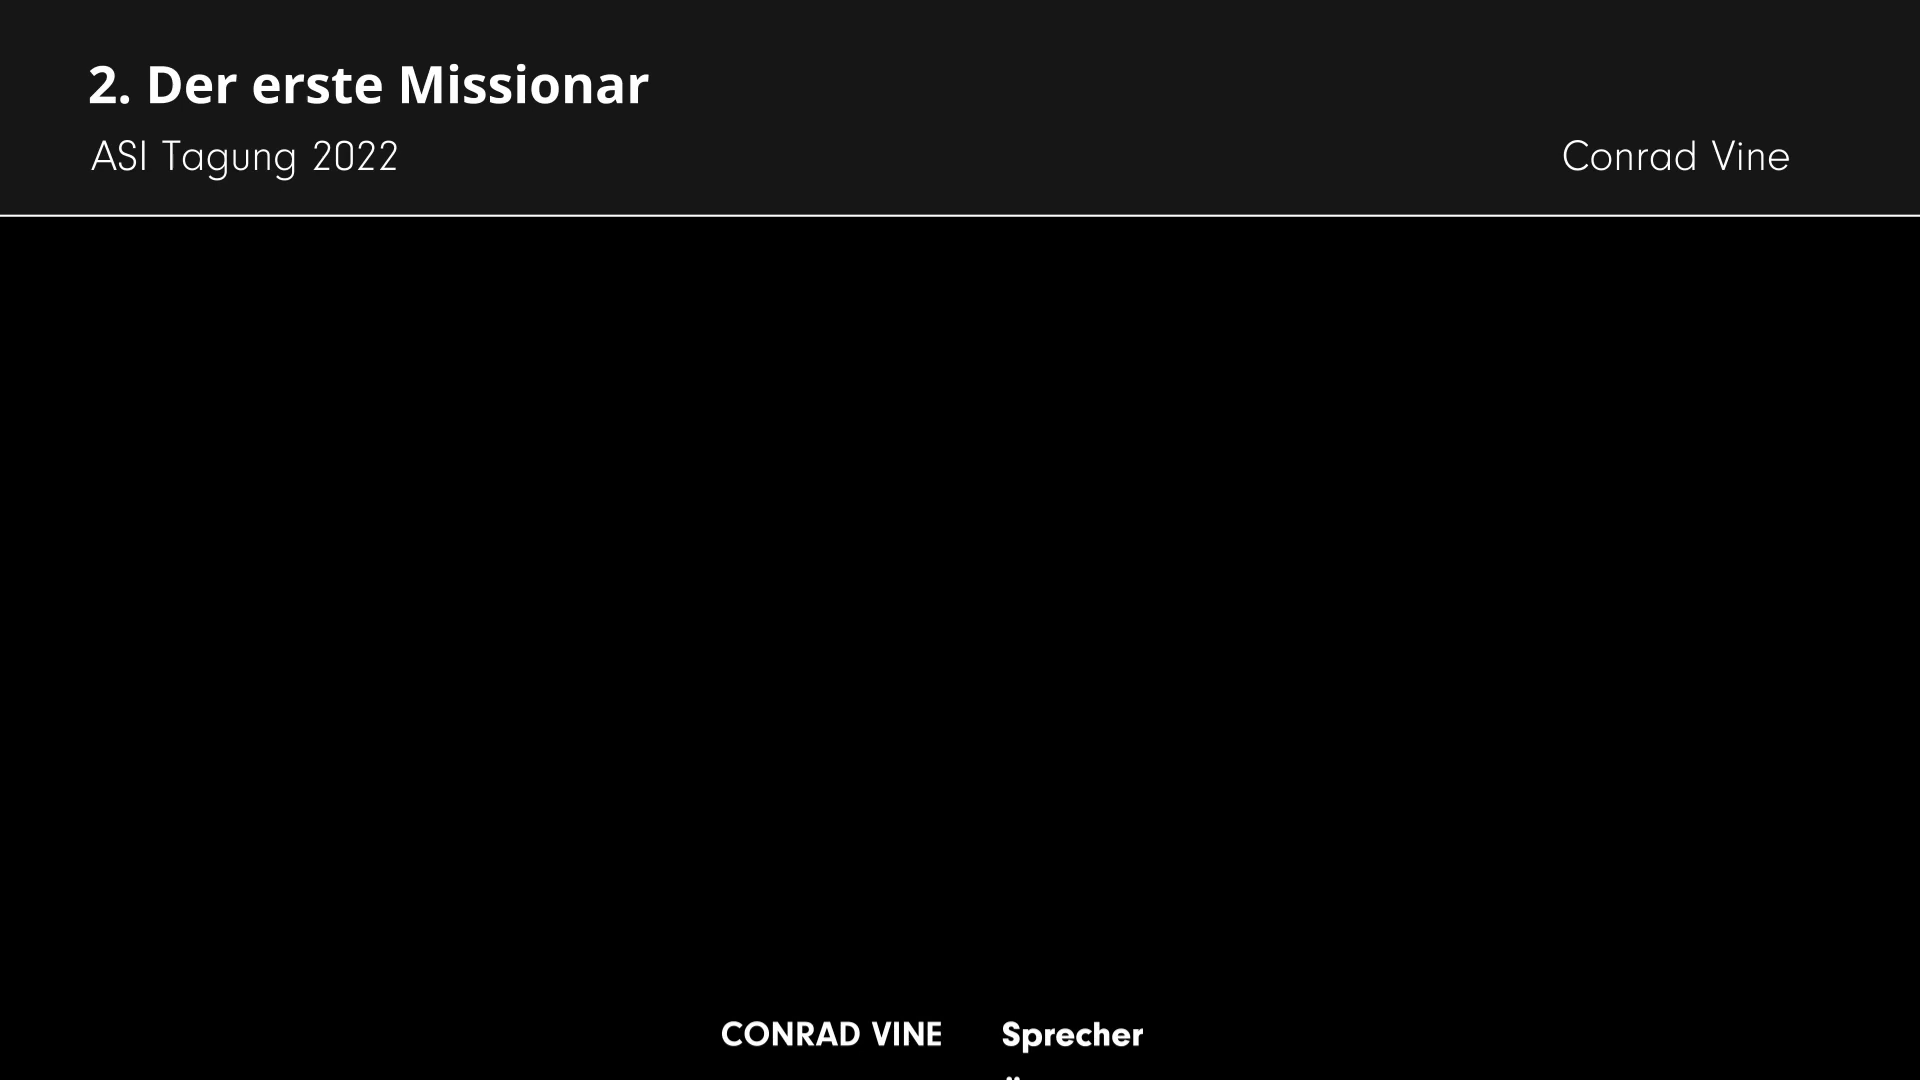 2. Der erste Missionar
ASI Tagung 2022
Conrad Vine
CONRAD VINE Sprecher